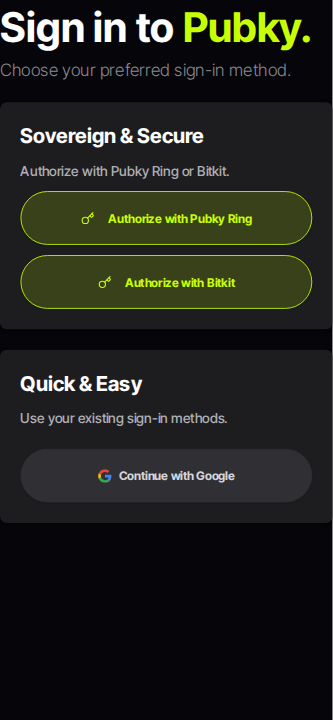 Sign in to Pubky.
Choose your preferred sign-in method.
Sovereign & Secure
Authorize with Pubky Ring or Bitkit.
Authorize with Pubky Ring
Authorize with Bitkit
Quick & Easy
Use your existing sign-in methods.
Continue with Google